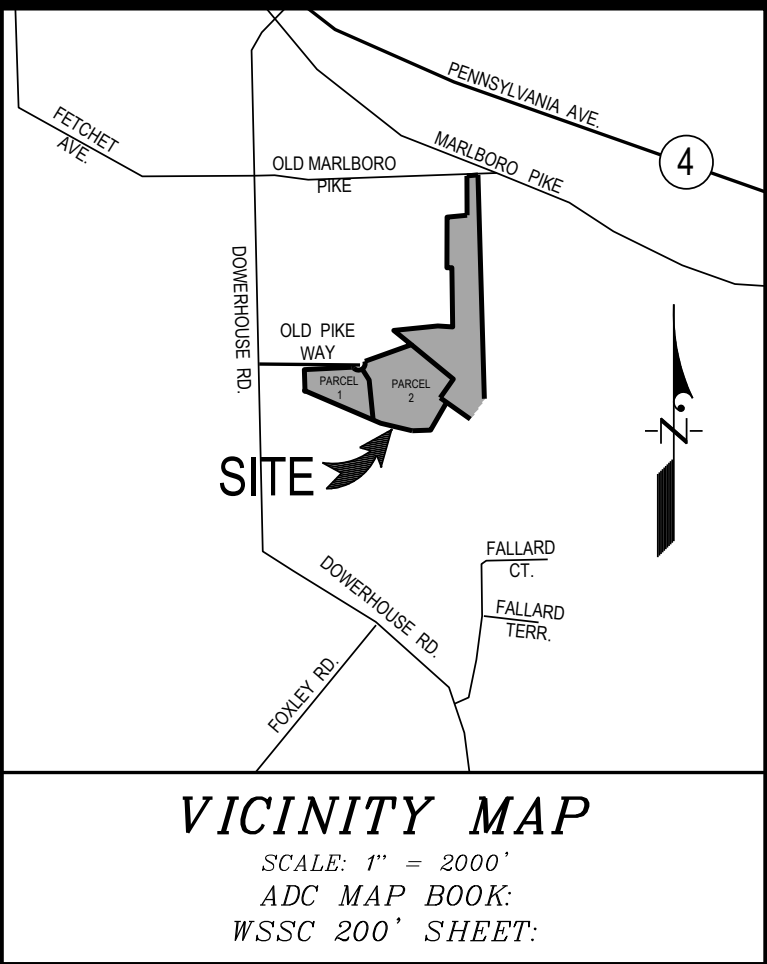 PENNSYLVANIA AVE.
FETCHET
AVE.
MARLBORO PIKE
4
OLD MARLBORO
PIKE
DOWERHOUSE RD.
OLD PIKE
WAY
PARCEL
1
PARCEL
2
N
SITE
FALLARD
CT.
DOWERHOUSE RD.
FALLARD
TERR.
FOXLEY RD.
VICINITY MAP
SCALE: 1" = 2000'
ADC MAP BOOK:
WSSC 200' SHEET: